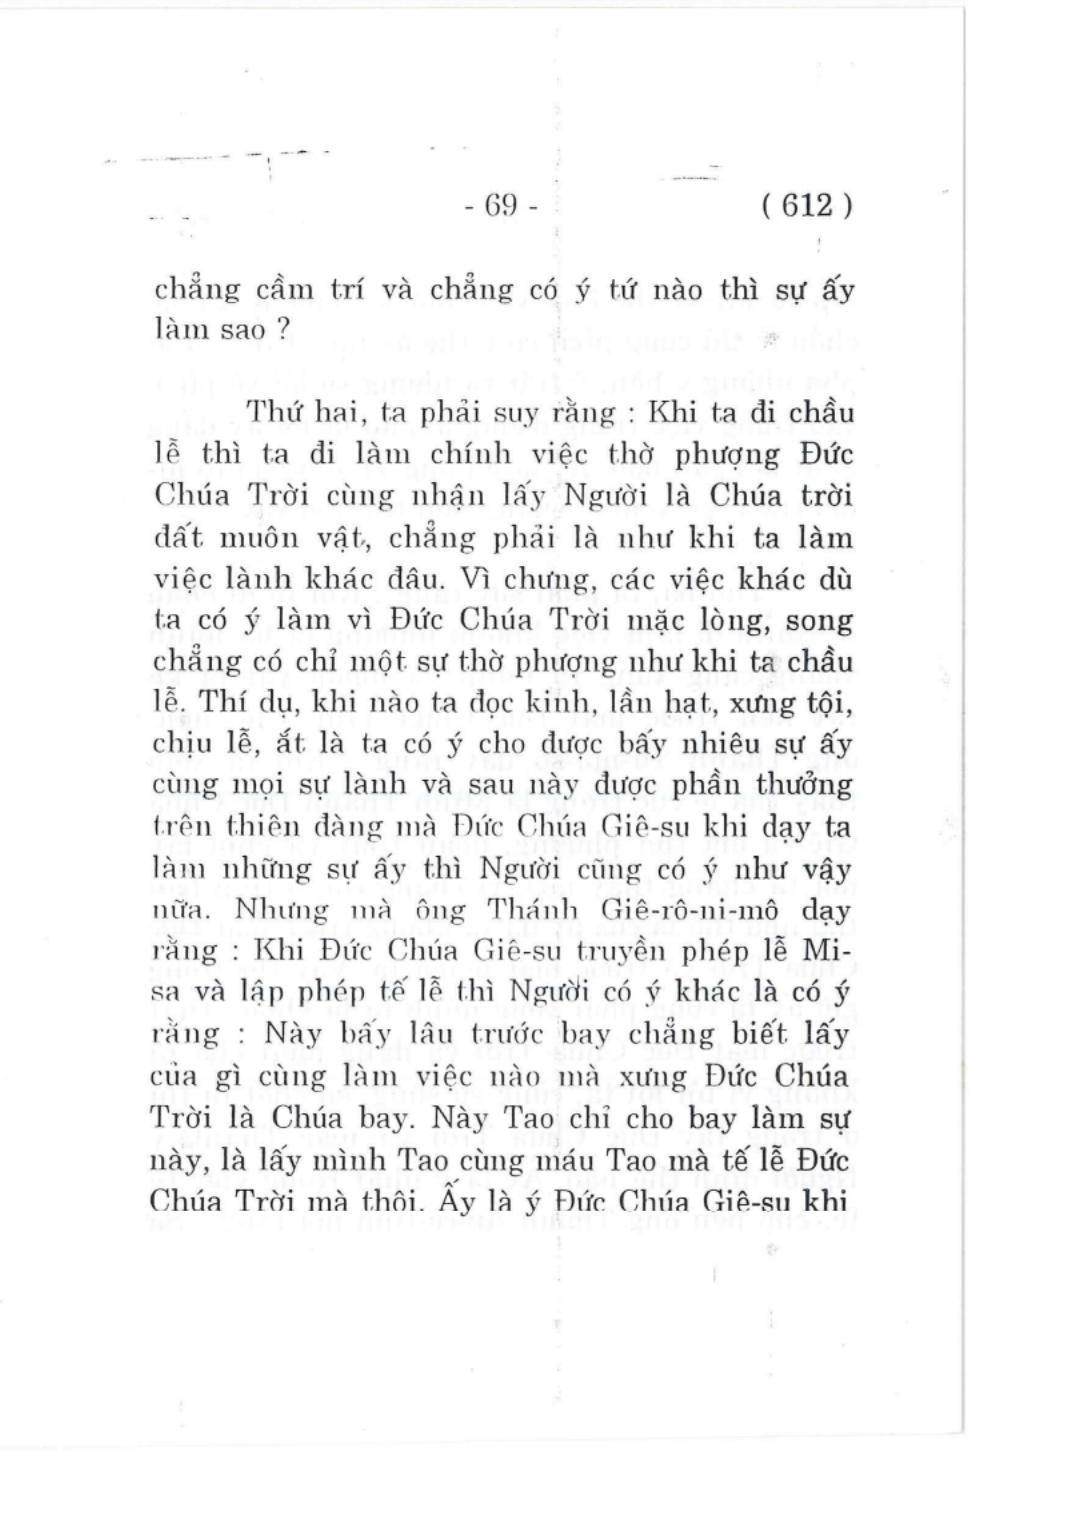 - 69 - ( 612 )
chẳng cầm trí và chẳng có ý tứ nào thì sự ấy
làm sao ?
Thứ hai, ta phải suy rằng : Khi ta đi chầu
lễ thì ta đi làm chính việc thờ phượng Đức
Chúa Trời cùng nhận lấy Người là Chúa trời
đất muôn vật, chẳng phải là như khi ta làm
việc lành khác đâu. Vì chưng, các việc khác dù
ta có ý làm vì Đức Chúa Trời mặc lòng, song
chẳng có chỉ một sự thờ phượng như khi ta chầu
lễ. Thí dụ, khi nào ta đọc kinh, lần hạt, xưng tội,
chịu lễ, ắt là ta có ý cho được bấy nhiêu sự ấy
cùng mọi sự lành và sau này được phần thưởng
trên thiên đàng mà Đức Chúa Giê-su khi dạy ta
làm những sự ấy thì Người cũng có ý như vậy
nữa. Nhưng mà ông Thánh Giê-rô-ni-mô dạy
rằng : Khi Đức Chúa Giê-su truyền phép lễ Mi-
sa và lập phép tế lễ thì Người có ý khác là có ý
rằng : Này bấy lâu trước bay chẳng biết lấy
của gì cùng làm việc nào mà xưng Đức Chúa
Trời là Chúa bay. Này Tao chỉ cho bay làm sự
này, là lấy mình Tao cùng máu Tao mà tế lễ Đức
Chúa Trời mà thôi. Ấy là ý Đức Chúa Giê-su khi